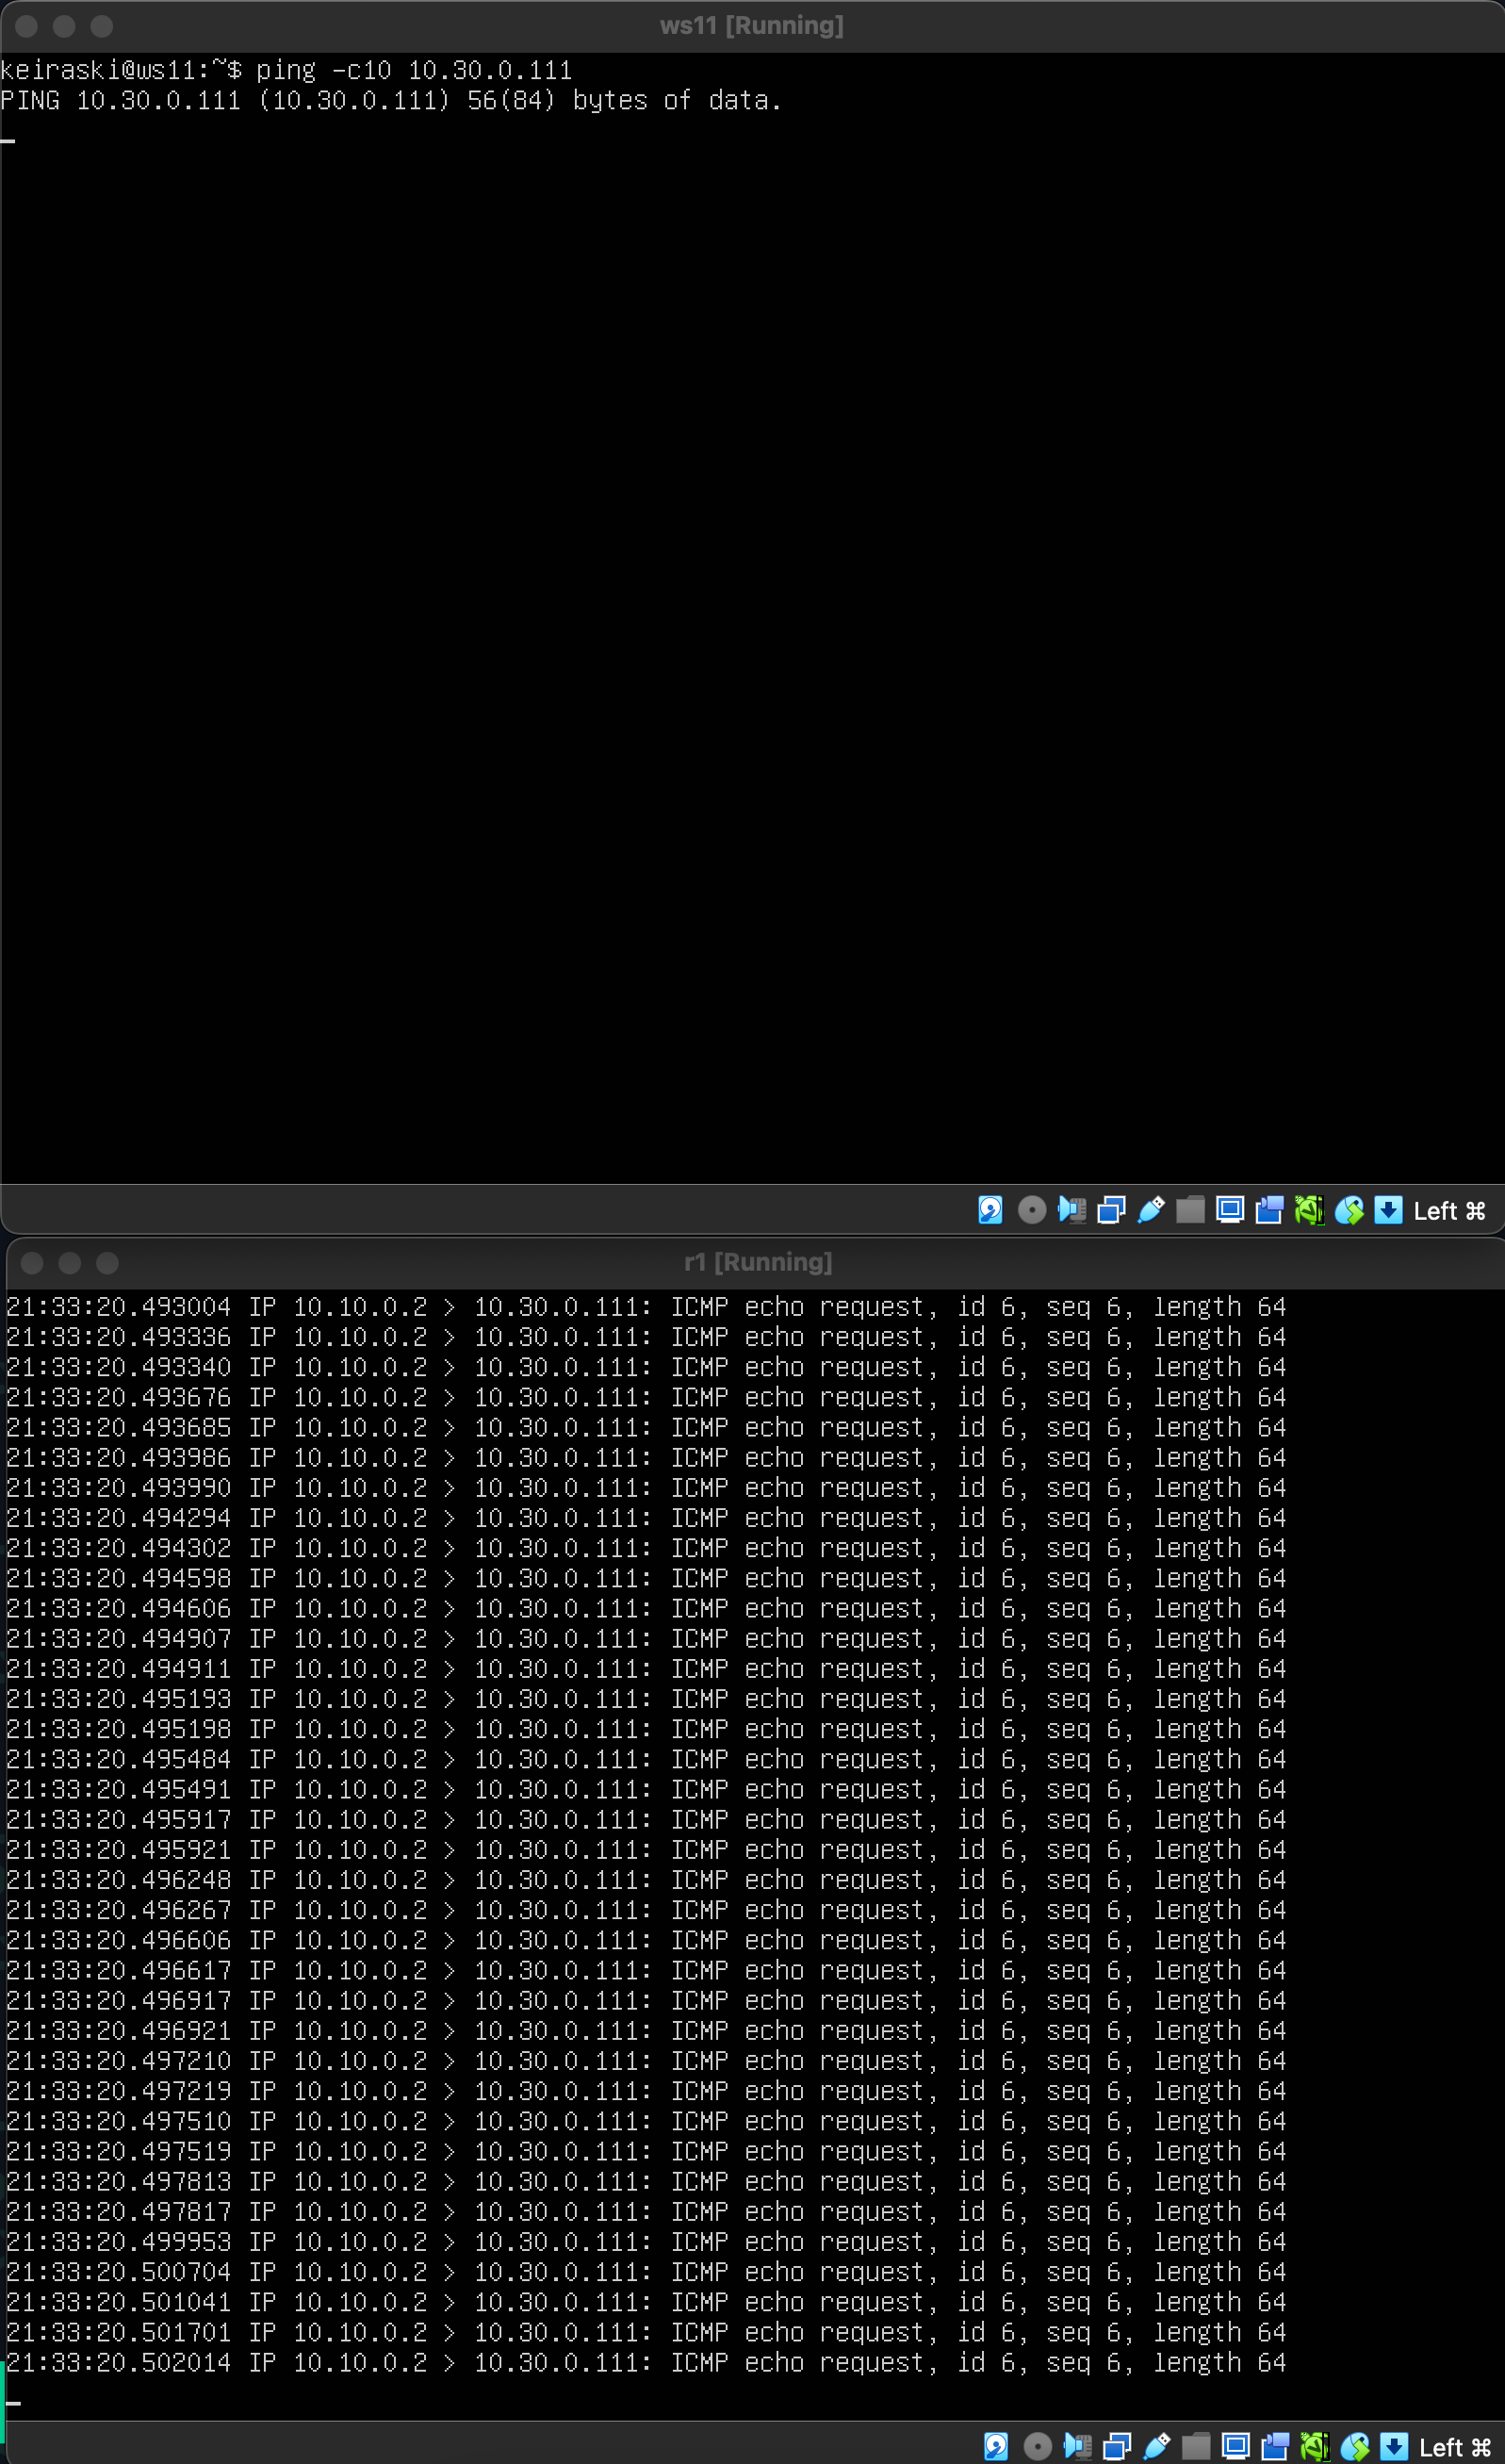 ws11 [Running]
keiraski@ws11:~$ ping -c10 10.30.0.111
PING 10.30.0.111 (10.30.0.111) 56(84) bytes of data.
Left ⌘
r1 [Running]
21:33:20.493004 IP 10.10.0.2 > 10.30.0.111: ICMP echo request, id 6, seq 6, length 64
21:33:20.493336 IP 10.10.0.2 > 10.30.0.111: ICMP echo request, id 6, seq 6, length 64
21:33:20.493340 IP 10.10.0.2 > 10.30.0.111: ICMP echo request, id 6, seq 6, length 64
21:33:20.493676 IP 10.10.0.2 > 10.30.0.111: ICMP echo request, id 6, seq 6, length 64
21:33:20.493685 IP 10.10.0.2 > 10.30.0.111: ICMP echo request, id 6, seq 6, length 64
21:33:20.493986 IP 10.10.0.2 > 10.30.0.111: ICMP echo request, id 6, seq 6, length 64
21:33:20.493990 IP 10.10.0.2 > 10.30.0.111: ICMP echo request, id 6, seq 6, length 64
21:33:20.494294 IP 10.10.0.2 > 10.30.0.111: ICMP echo request, id 6, seq 6, length 64
21:33:20.494302 IP 10.10.0.2 > 10.30.0.111: ICMP echo request, id 6, seq 6, length 64
21:33:20.494598 IP 10.10.0.2 > 10.30.0.111: ICMP echo request, id 6, seq 6, length 64
21:33:20.494606 IP 10.10.0.2 > 10.30.0.111: ICMP echo request, id 6, seq 6, length 64
21:33:20.494907 IP 10.10.0.2 > 10.30.0.111: ICMP echo request, id 6, seq 6, length 64
21:33:20.494911 IP 10.10.0.2 > 10.30.0.111: ICMP echo request, id 6, seq 6, length 64
21:33:20.495193 IP 10.10.0.2 > 10.30.0.111: ICMP echo request, id 6, seq 6, length 64
21:33:20.495198 IP 10.10.0.2 > 10.30.0.111: ICMP echo request, id 6, seq 6, length 64
21:33:20.495484 IP 10.10.0.2 > 10.30.0.111: ICMP echo request, id 6, seq 6, length 64
21:33:20.495491 IP 10.10.0.2 > 10.30.0.111: ICMP echo request, id 6, seq 6, length 64
21:33:20.495917 IP 10.10.0.2 > 10.30.0.111: ICMP echo request, id 6, seq 6, length 64
21:33:20.495921 IP 10.10.0.2 > 10.30.0.111: ICMP echo request, id 6, seq 6, length 64
21:33:20.496248 IP 10.10.0.2 > 10.30.0.111: ICMP echo request, id 6, seq 6, length 64
21:33:20.496267 IP 10.10.0.2 > 10.30.0.111: ICMP echo request, id 6, seq 6, length 64
21:33:20.496606 IP 10.10.0.2 > 10.30.0.111: ICMP echo request, id 6, seq 6, length 64
21:33:20.496617 IP 10.10.0.2 > 10.30.0.111: ICMP echo request, id 6, seq 6, length 64
21:33:20.496917 IP 10.10.0.2 > 10.30.0.111: ICMP echo request, id 6, seq 6, length 64
21:33:20.496921 IP 10.10.0.2 > 10.30.0.111: ICMP echo request, id 6, seq 6, length 64
21:33:20.497210 IP 10.10.0.2 > 10.30.0.111: ICMP echo request, id 6, seq 6, length 64
21:33:20.497219 IP 10.10.0.2 > 10.30.0.111: ICMP echo request, id 6, seq 6, length 64
21:33:20.497510 IP 10.10.0.2 > 10.30.0.111: ICMP echo request, id 6, seq 6, length 64
21:33:20.497519 IP 10.10.0.2 > 10.30.0.111: ICMP echo request, id 6, seq 6, length 64
21:33:20.497813 IP 10.10.0.2 > 10.30.0.111: ICMP echo request, id 6, seq 6, length 64
21:33:20.497817 IP 10.10.0.2 > 10.30.0.111: ICMP echo request, id 6, seq 6, length 64
21:33:20.499953 IP 10.10.0.2 > 10.30.0.111: ICMP echo request, id 6, seq 6, length 64
21:33:20.500704 IP 10.10.0.2 > 10.30.0.111: ICMP echo request, id 6, seq 6, length 64
21:33:20.501041 IP 10.10.0.2 > 10.30.0.111: ICMP echo request, id 6, seq 6, length 64
21:33:20.501701 IP 10.10.0.2 > 10.30.0.111: ICMP echo request, id 6, seq 6, length 64
21:33:20.502014 IP 10.10.0.2 > 10.30.0.111: ICMP echo request, id 6, seq 6, length 64
Left ⌘